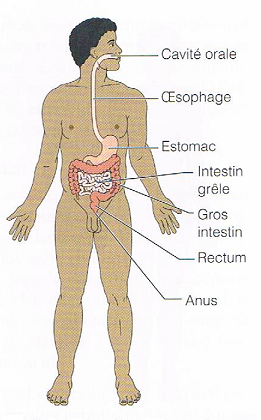 Cavité orale
Œsophage
Estomac
Intestin
grêle
Gros
intestin
Rectum
Anus